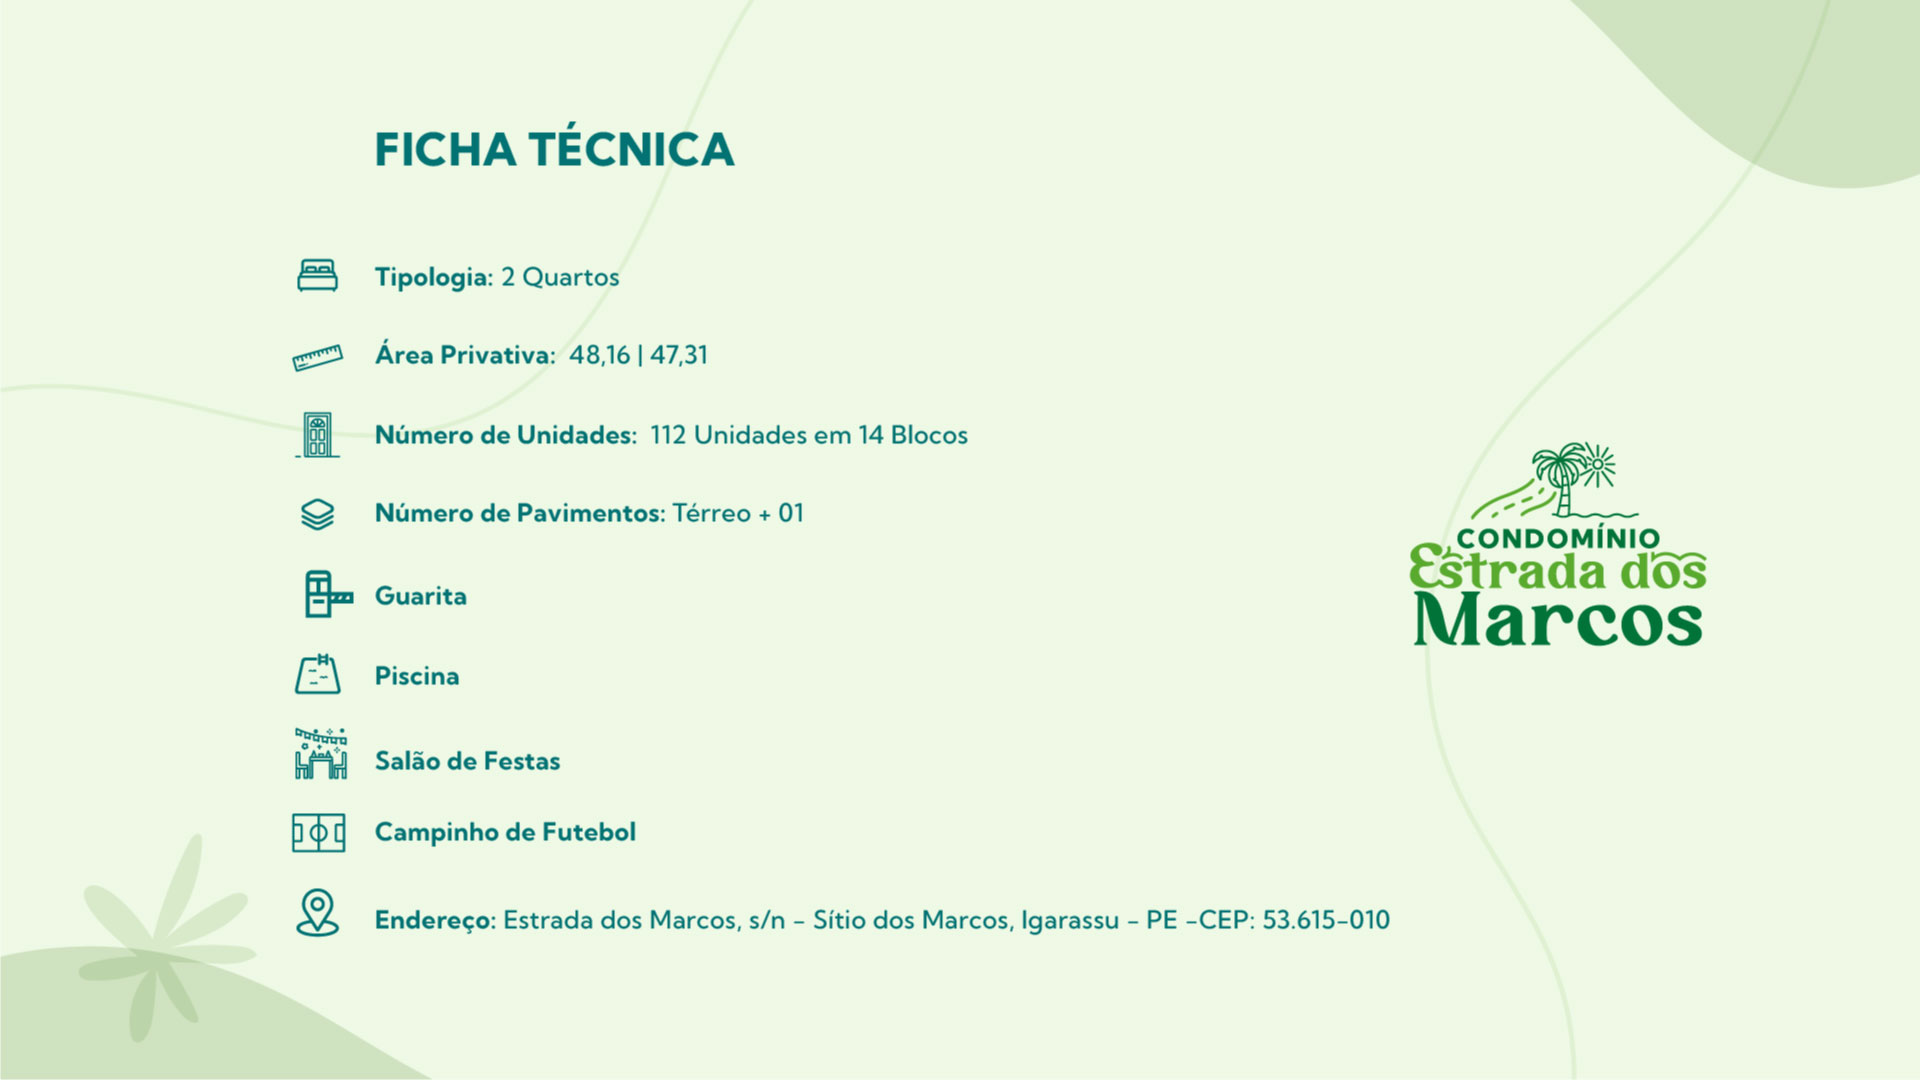 FICHA TÉCNICA
Tipologia: 2 Quartos
Área Privativa: 48,16 | 47,31
Número de Unidades: 112 Unidades em 14 Blocos
Número de Pavimentos: Térreo + 01
Guarita
Piscina
Salão de Festas
Campinho de Futebol
Endereço: Estrada dos Marcos, s/n - Sítio dos Marcos, Igarassu - PE -CEP: 53.615-010
CONDOMÍNIO
Estrada dos
Marcos